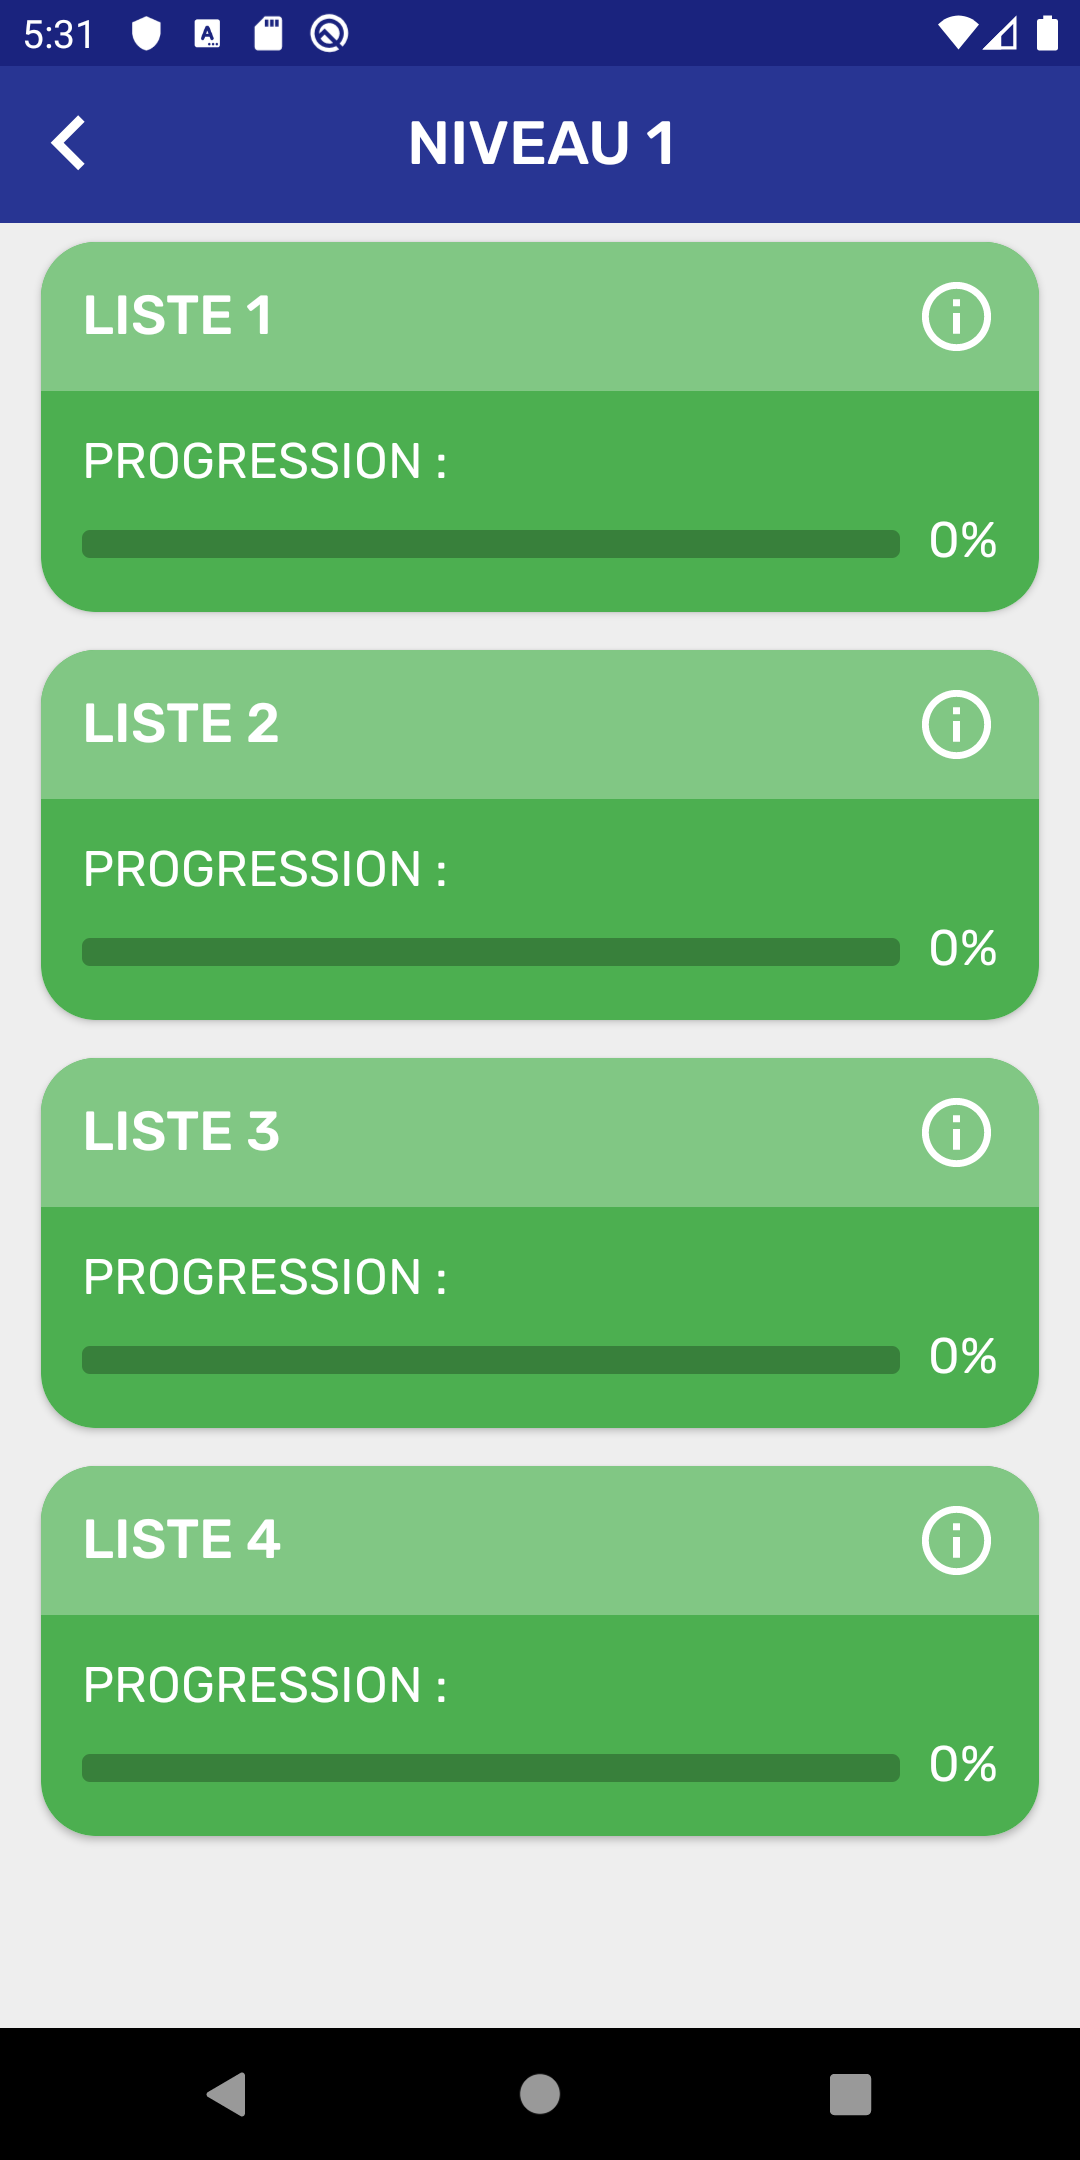 5:31
NIVEAU 1
LISTE 1
PROGRESSION :
0%
LISTE 2
PROGRESSION :
0%
LISTE 3
PROGRESSION :
0%
LISTE 4
PROGRESSION :
0%